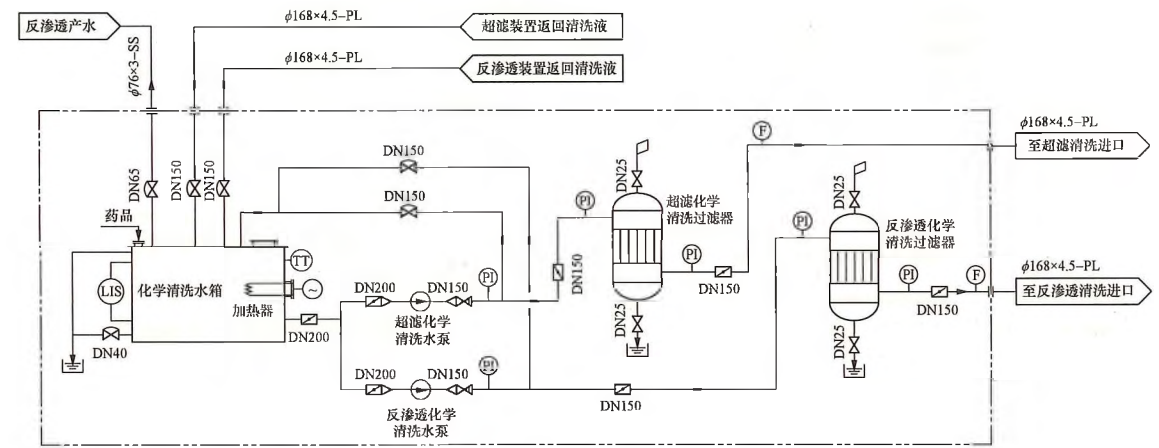 反渗透产水
φ76×3-SS
φ168×4.5-PL
超滤装置返回清洗液
φ168×4.5-PL
反渗透装置返回清洗液
DN65
DN150
DN150
药品
DN150
DN150
TT
LIS
化学清洗水箱
加热器
~
DN40
DN200
DN200
DN150
PI
超滤化学
清洗水泵
DN200
DN150
PI
反渗透化学
清洗水泵
DN150
PI
DN25
超滤化学
清洗过滤器
PI
DN150
DN25
F
φ168×4.5-PL
至超滤清洗进口
DN150
PI
DN25
反渗透化学
清洗过滤器
PI
DN150
F
DN25
φ168×4.5-PL
至反渗透清洗进口